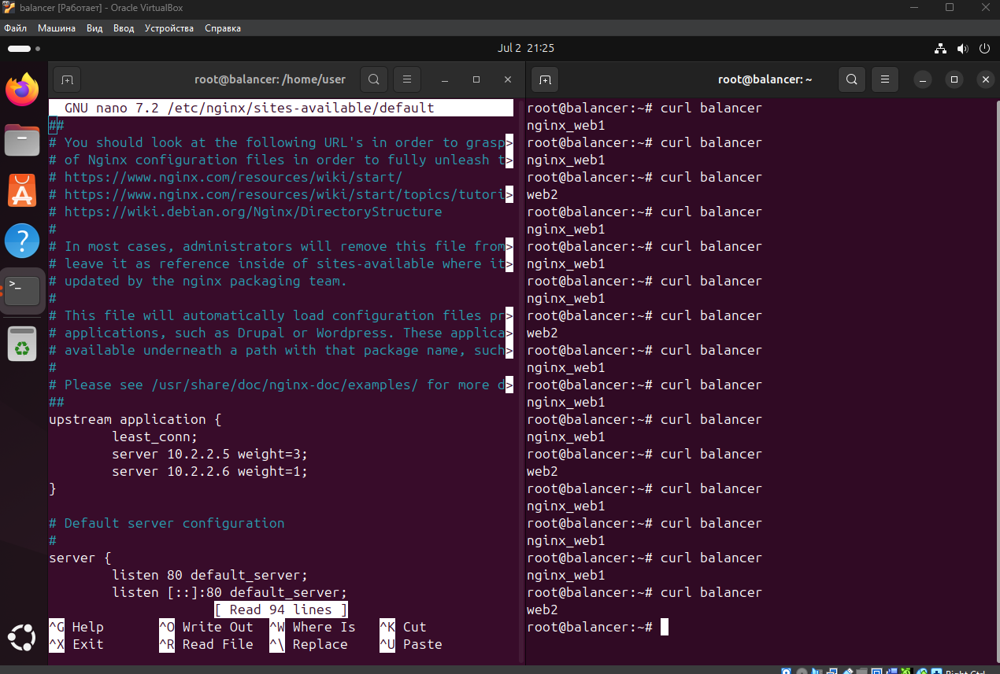 balancer [Работает] - Oracle VirtualBox
Файл Машина Вид Ввод Устройства Справка
Jul 2 21:25
root@balancer: /home/user
GNU nano 7.2 /etc/nginx/sites-available/default
##
# You should look at the following URL's in order to grasp>
# of Nginx configuration files in order to fully unleash t>
# https://www.nginx.com/resources/wiki/start/
# https://www.nginx.com/resources/wiki/start/topics/tutori>
# https://wiki.debian.org/Nginx/DirectoryStructure
#
# In most cases, administrators will remove this file from>
# leave it as reference inside of sites-available where it>
# updated by the nginx packaging team.
#
# This file will automatically load configuration files pr>
# applications, such as Drupal or Wordpress. These applica>
# available underneath a path with that package name, such>
#
# Please see /usr/share/doc/nginx-doc/examples/ for more d>
##
upstream application {
least_conn;
server 10.2.2.5 weight=3;
server 10.2.2.6 weight=1;
}
# Default server configuration
#
server {
listen 80 default_server;
listen [::]:80 default_server;
[ Read 94 lines ]
^G Help ^O Write Out ^W Where Is ^K Cut
^X Exit ^R Read File ^\ Replace ^U Paste
root@balancer: ~
root@balancer:~# curl balancer
nginx_web1
root@balancer:~# curl balancer
nginx_web1
root@balancer:~# curl balancer
web2
root@balancer:~# curl balancer
nginx_web1
root@balancer:~# curl balancer
nginx_web1
root@balancer:~# curl balancer
nginx_web1
root@balancer:~# curl balancer
web2
root@balancer:~# curl balancer
nginx_web1
root@balancer:~# curl balancer
nginx_web1
root@balancer:~# curl balancer
nginx_web1
root@balancer:~# curl balancer
web2
root@balancer:~# curl balancer
nginx_web1
root@balancer:~# curl balancer
nginx_web1
root@balancer:~# curl balancer
nginx_web1
root@balancer:~# curl balancer
web2
root@balancer:~#
Right Ctrl